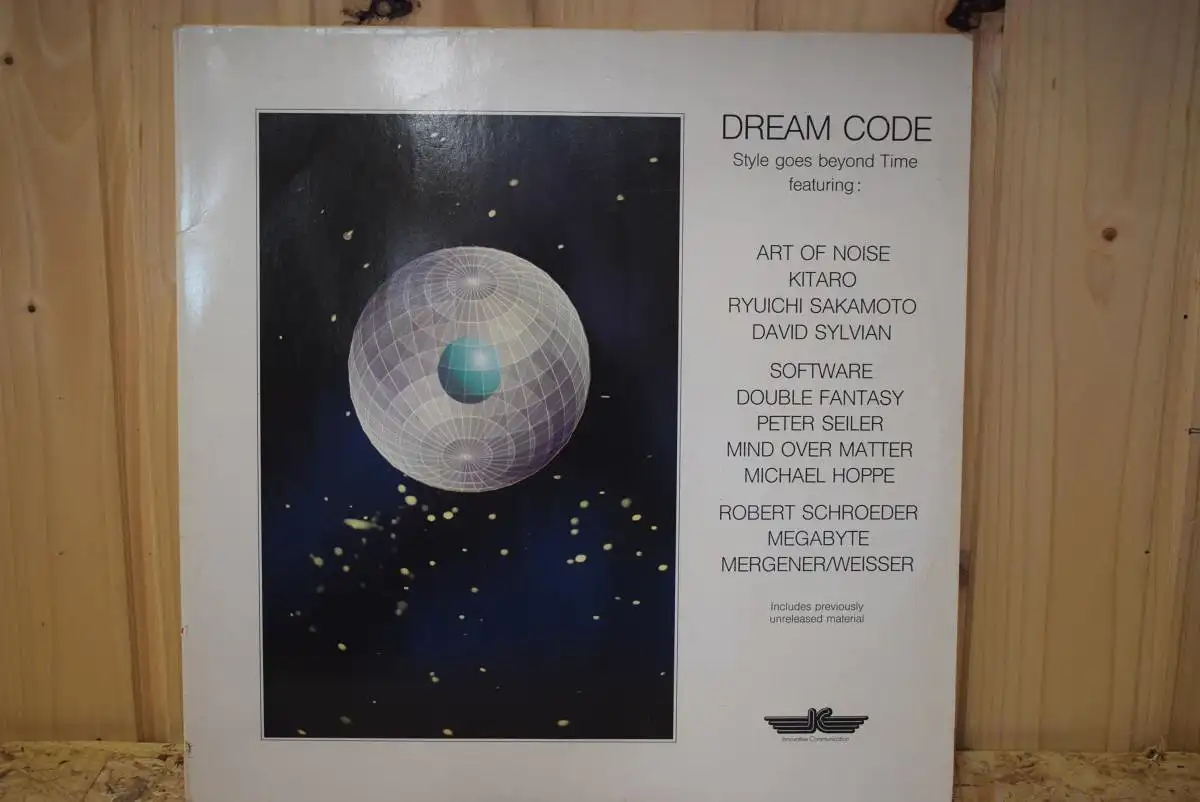 DREAM CODE
Style goes beyond Time
featuring:
ART OF NOISE
KITARO
RYUICHI SAKAMOTO
DAVID SYLVIAN
SOFTWARE
DOUBLE FANTASY
PETER SEILER
MIND OVER MATTER
MICHAEL HOPPE
ROBERT SCHROEDER
MEGABYTE
MERGENER/WEISSER
Includes previously
unreleased material
IC
Innovative Communication